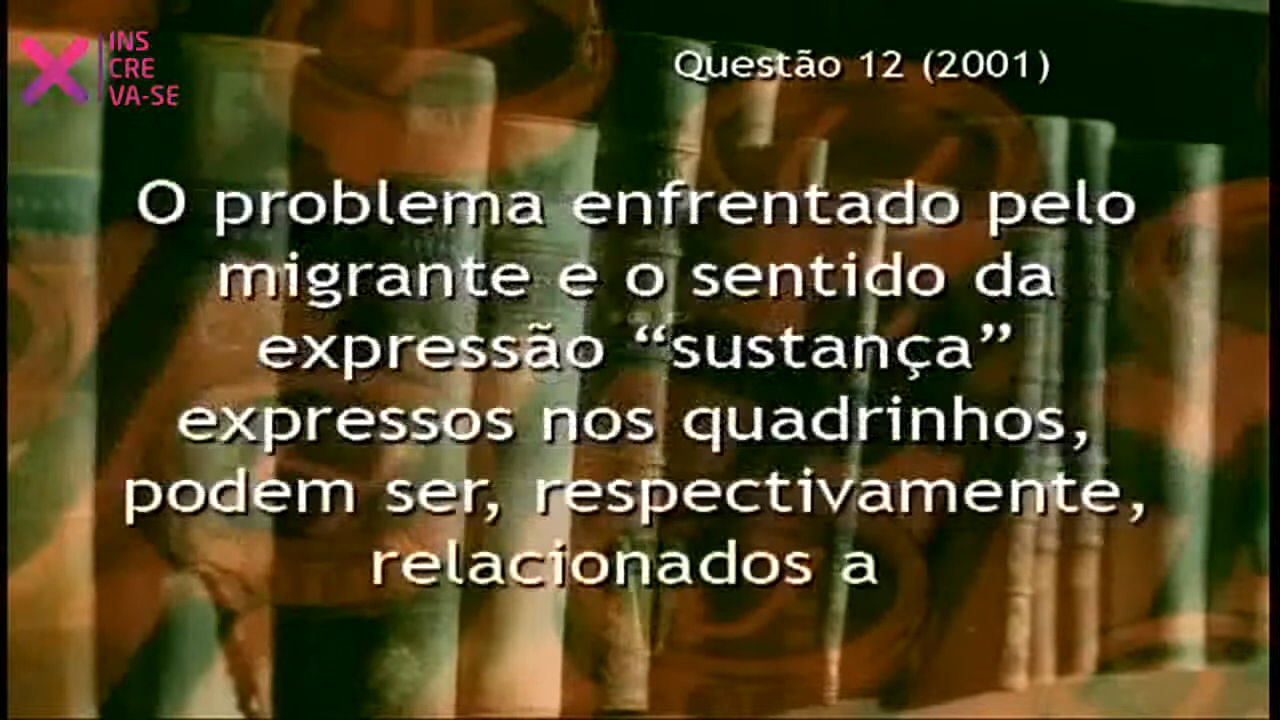 INS
CRE
VA-SE
Questão 12 (2001)
O problema enfrentado pelo
migrante e o sentido da
expressão “sustança”
expressos nos quadrinhos,
podem ser, respectivamente,
relacionados a